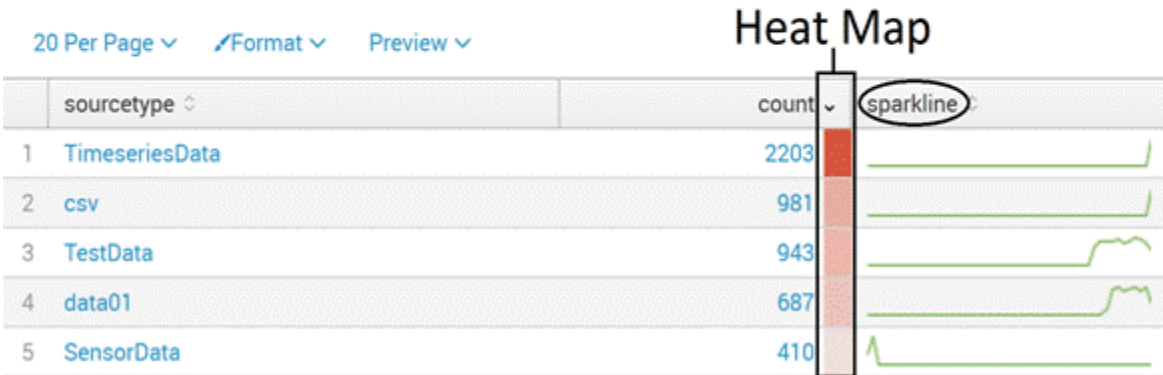 Heat Map
20 Per Page Format Preview
sourcetype count sparkline
1 TimeseriesData 2203
2 csv 981
3 TestData 943
4 data01 687
5 SensorData 410